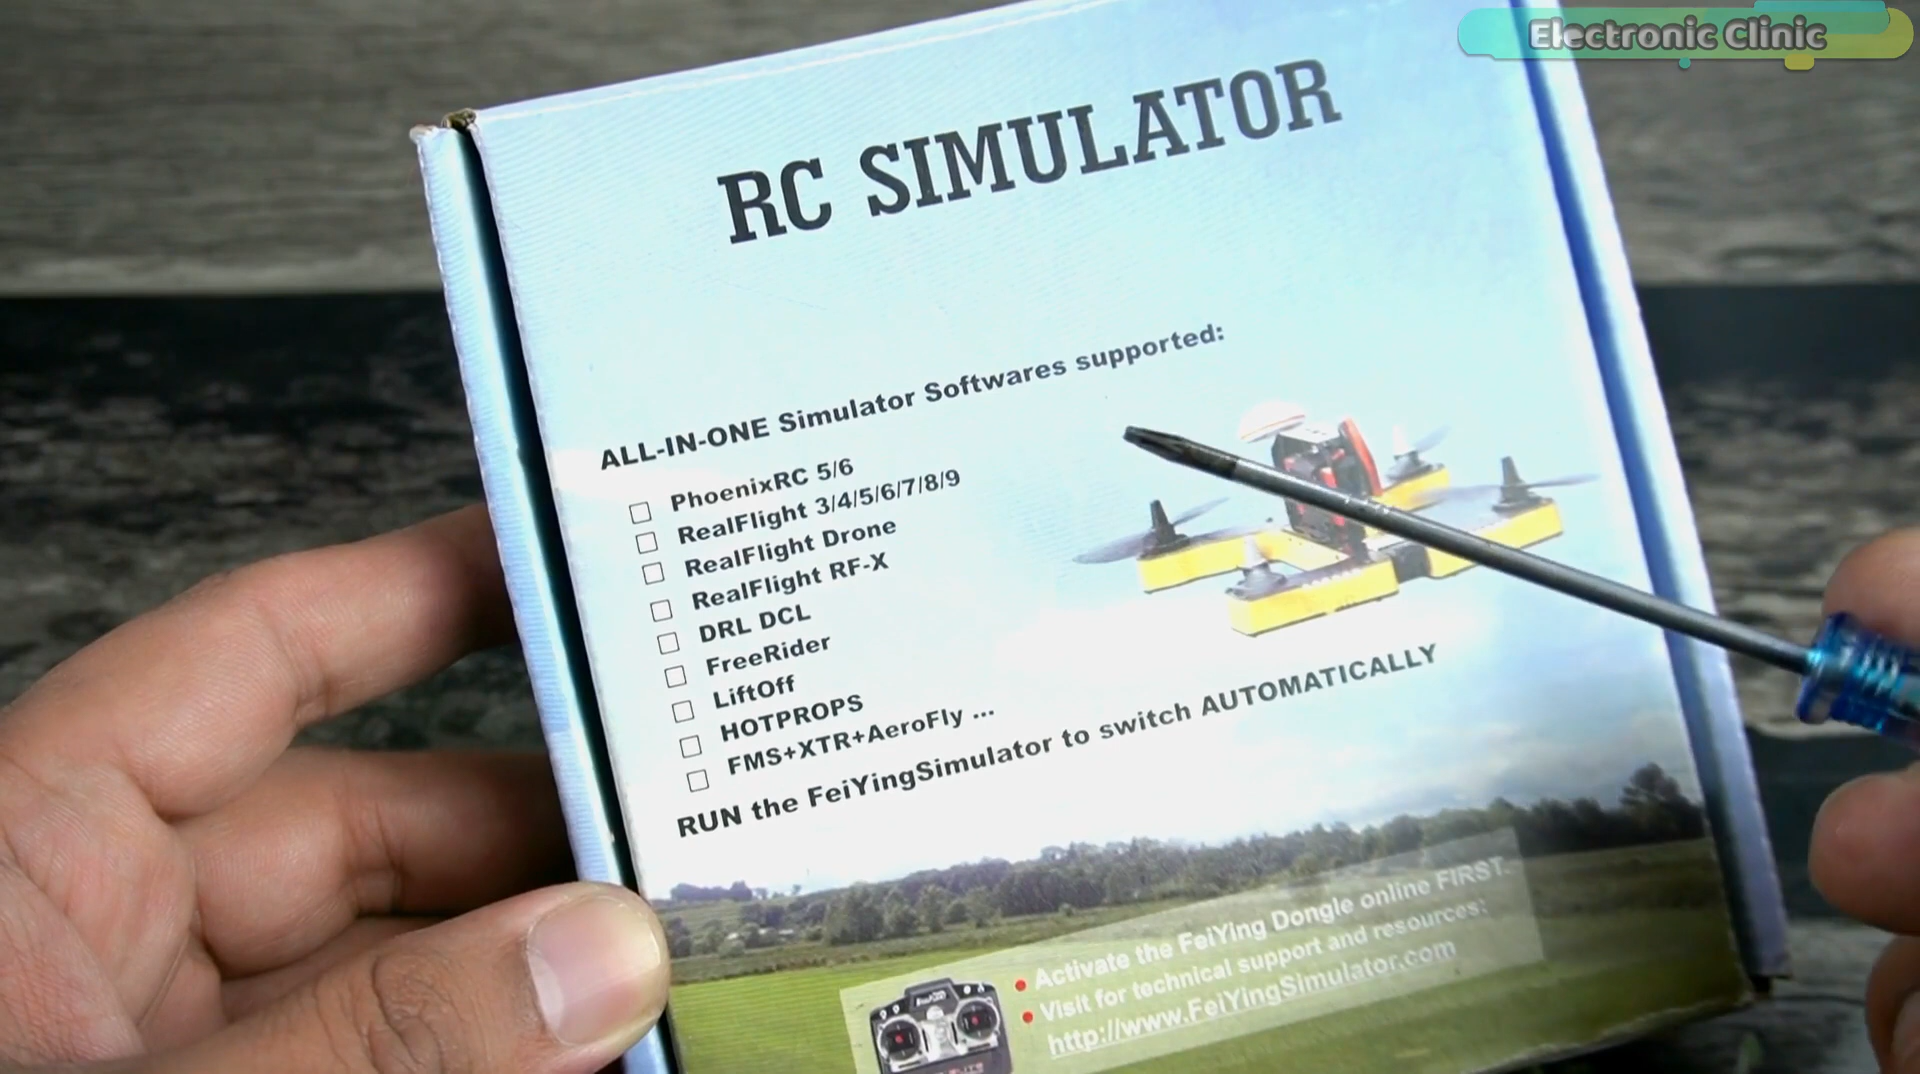 Electronic Clinic
RC SIMULATOR
ALL-IN-ONE Simulator Softwares supported:
PhoenixRC 5/6
RealFlight 3/4/5/6/7/8/9
RealFlight Drone
RealFlight RF-X
DRL DCL
FreeRider
LiftOff
HOTPROPS
FMS+XTR+AeroFly ...
RUN the FeiYingSimulator to switch AUTOMATICALLY
• Activate the FeiYing Dongle online FIRST.
• Visit for technical support and resources:
http://www.FeiYingSimulator.com